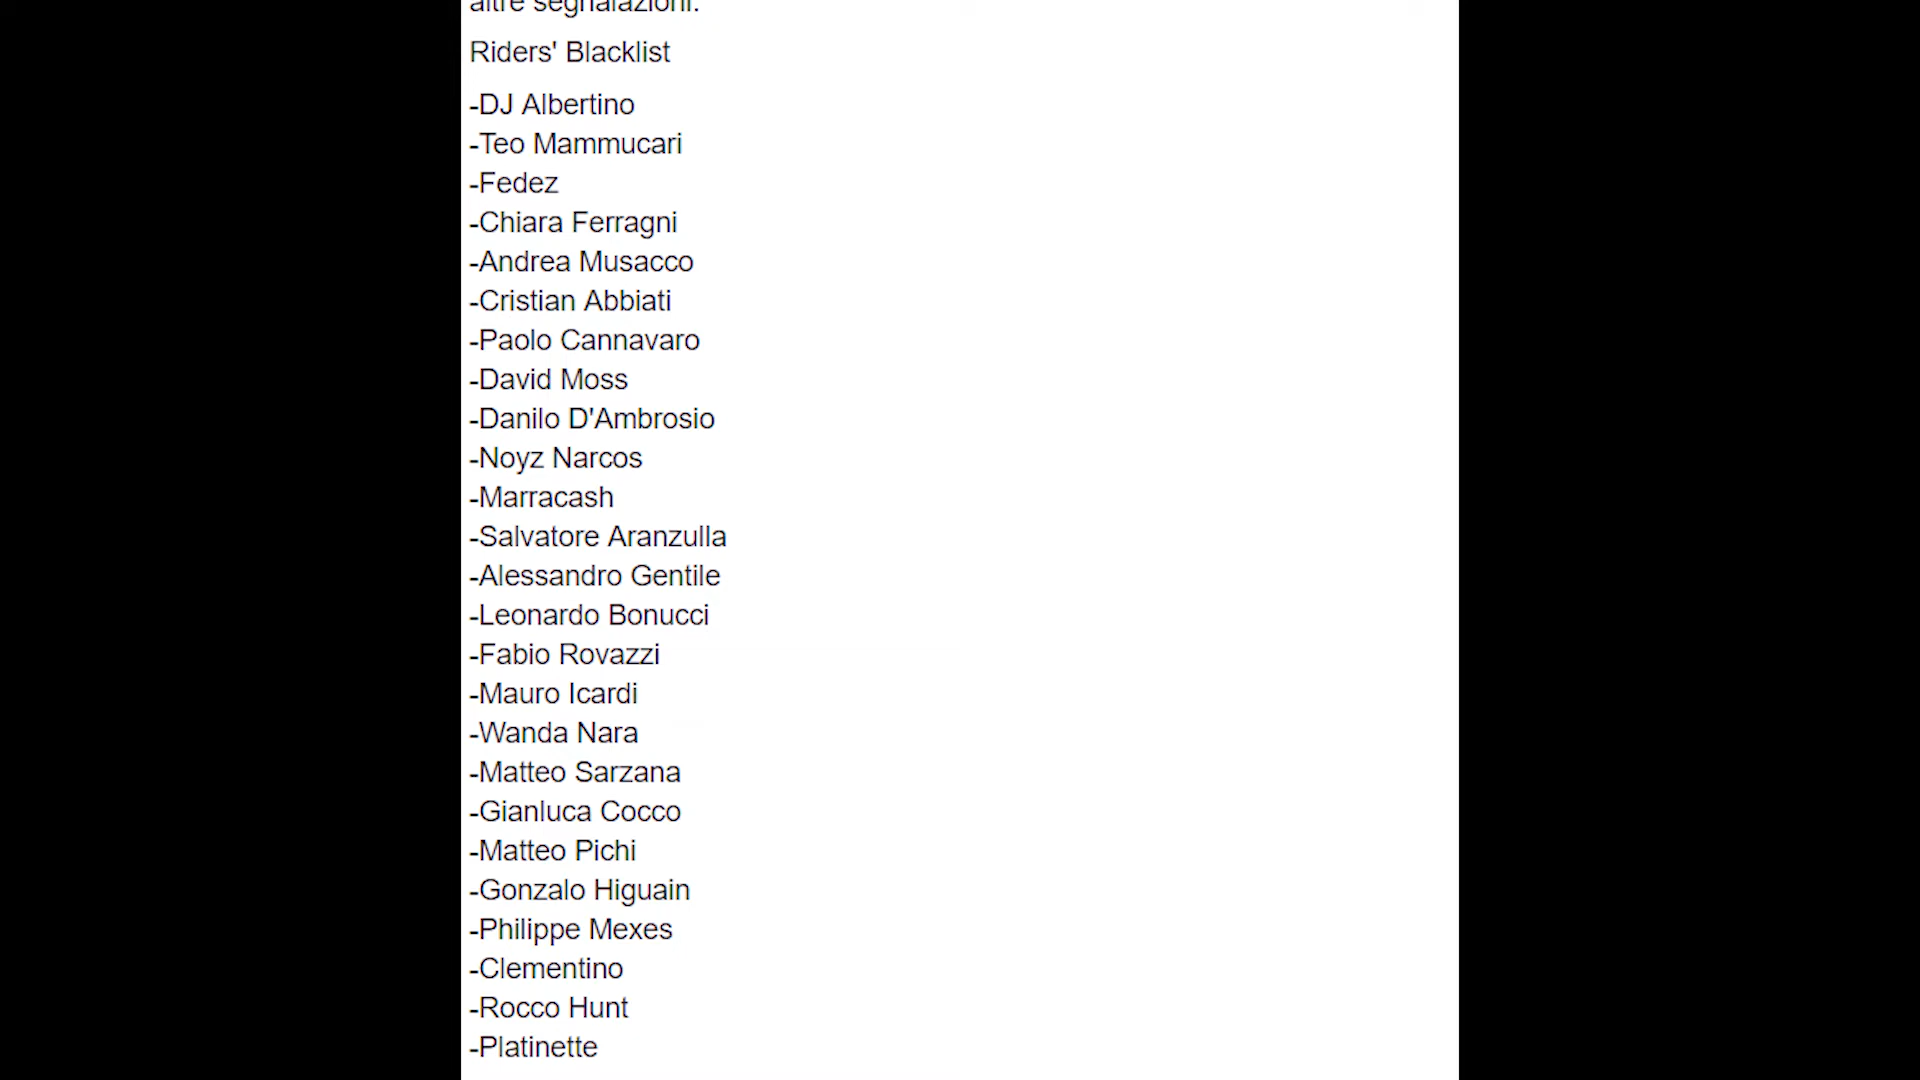 altre segnalazioni.
Riders' Blacklist
-DJ Albertino
-Teo Mammucari
-Fedez
-Chiara Ferragni
-Andrea Musacco
-Cristian Abbiati
-Paolo Cannavaro
-David Moss
-Danilo D'Ambrosio
-Noyz Narcos
-Marracash
-Salvatore Aranzulla
-Alessandro Gentile
-Leonardo Bonucci
-Fabio Rovazzi
-Mauro Icardi
-Wanda Nara
-Matteo Sarzana
-Gianluca Cocco
-Matteo Pichi
-Gonzalo Higuain
-Philippe Mexes
-Clementino
-Rocco Hunt
-Platinette